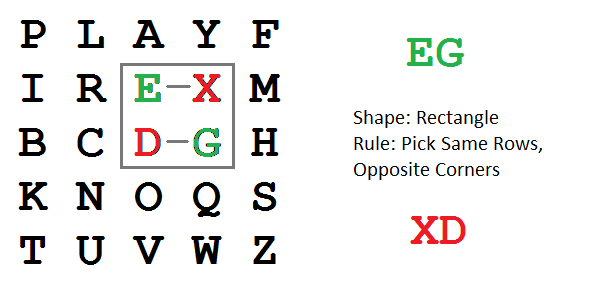 P L A Y F
I R E X M
B C D G H
K N O Q S
T U V W Z
EG
Shape: Rectangle
Rule: Pick Same Rows,
Opposite Corners
XD